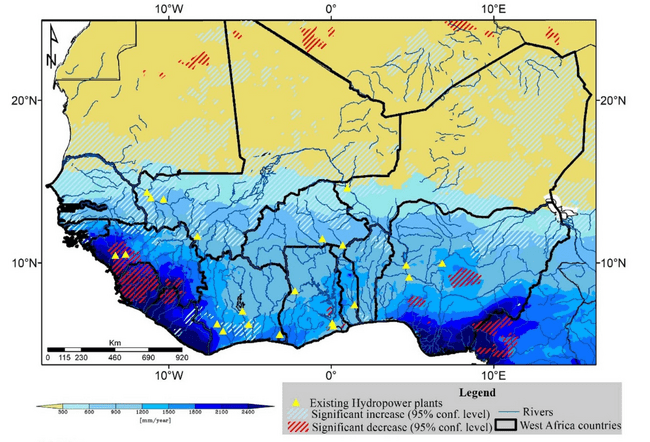 10°W 0° 10°E
N
20°N 20°N
10°N 10°N
Km
0 115 230 460 690 920
10°W 0° 10°E
500 600 900 1200 1500 1800 2100 2400
[mm/year]
Legend
Existing Hydropower plants
Significant increase (95% conf. level) Rivers
Significant decrease (95% conf. level) West Africa countries